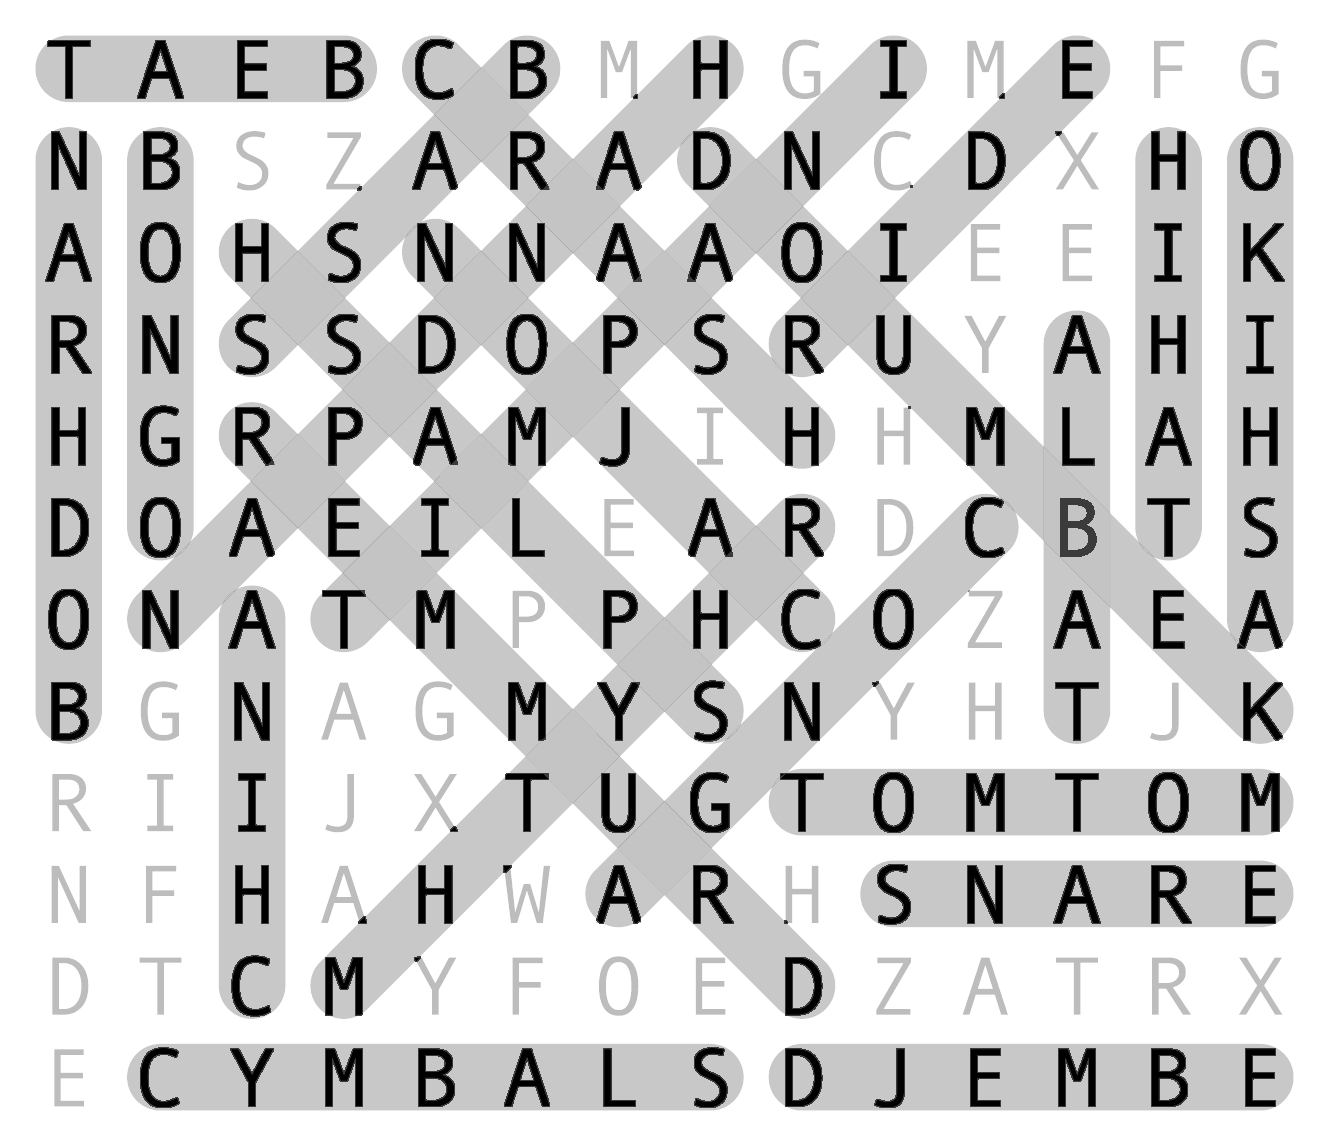 T A E B C B M H G I M E F G
N B S Z A R A D N C D X H O
A O H S N N A A O I E E I K
R N S S D O P S R U Y A H I
H G R P A M J I H H M L A H
D O A E I L E A R D C B T S
O N A T M P P H C O Z A E A
B G N A G M Y S N Y H T J K
R I I J X T U G T O M T O M
N F H A H W A R H S N A R E
D T C M Y F O E D Z A T R X
E C Y M B A L S D J E M B E